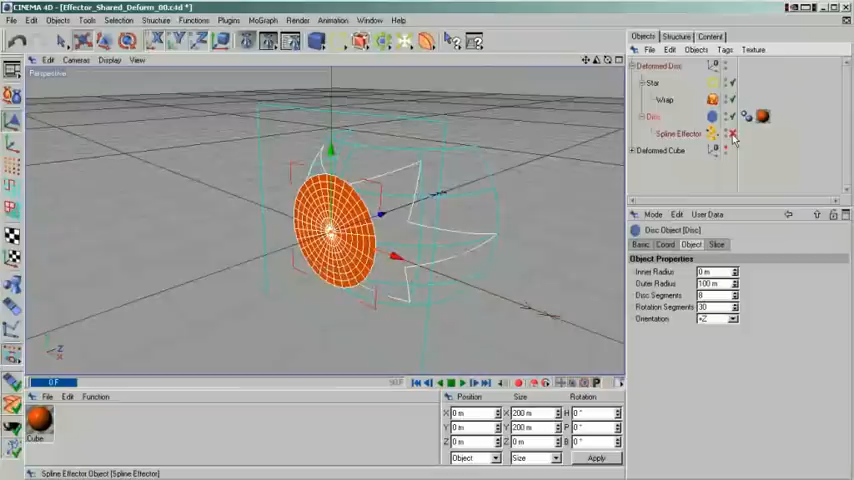 CINEMA 4D - [Effector_Shared_Deform_00.c4d *]
File Edit Objects Tools Selection Structure Functions Plugins MoGraph Render Animation Window Help
Objects Structure Content
File Edit Objects Tags Texture
Edit Cameras Display View
Perspective
Deformed Disc
Star
Wrap
Disc
Spline Effector
Deformed Cube
Mode Edit User Data
Disc Object [Disc]
Basic Coord Object Slice
Object Properties
Inner Radius 0 m
Outer Radius 100 m
Disc Segments 8
Rotation Segments 30
Orientation +Z
Y
Z
X
0 F
90 F
File Edit Function
Cube
Position Size Rotation
X 0 m X 200 m H 0 °
Y 0 m Y 200 m P 0 °
Z 0 m Z 0 m B 0 °
Object Size Apply
Spline Effector Object [Spline Effector]